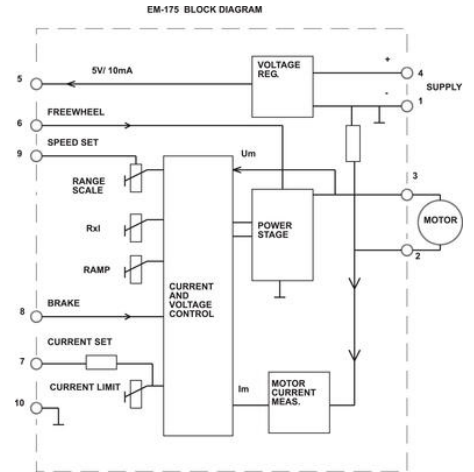 EM-175 BLOCK DIAGRAM
5
5V/ 10mA
VOLTAGE
REG.
+
4
SUPPLY
-
1
6
FREEWHEEL
9
SPEED SET
Um
3
RANGE
SCALE
RxI
POWER
STAGE
MOTOR
2
RAMP
CURRENT
AND
VOLTAGE
CONTROL
8
BRAKE
7
CURRENT SET
CURRENT LIMIT
Im
MOTOR
CURRENT
MEAS.
10